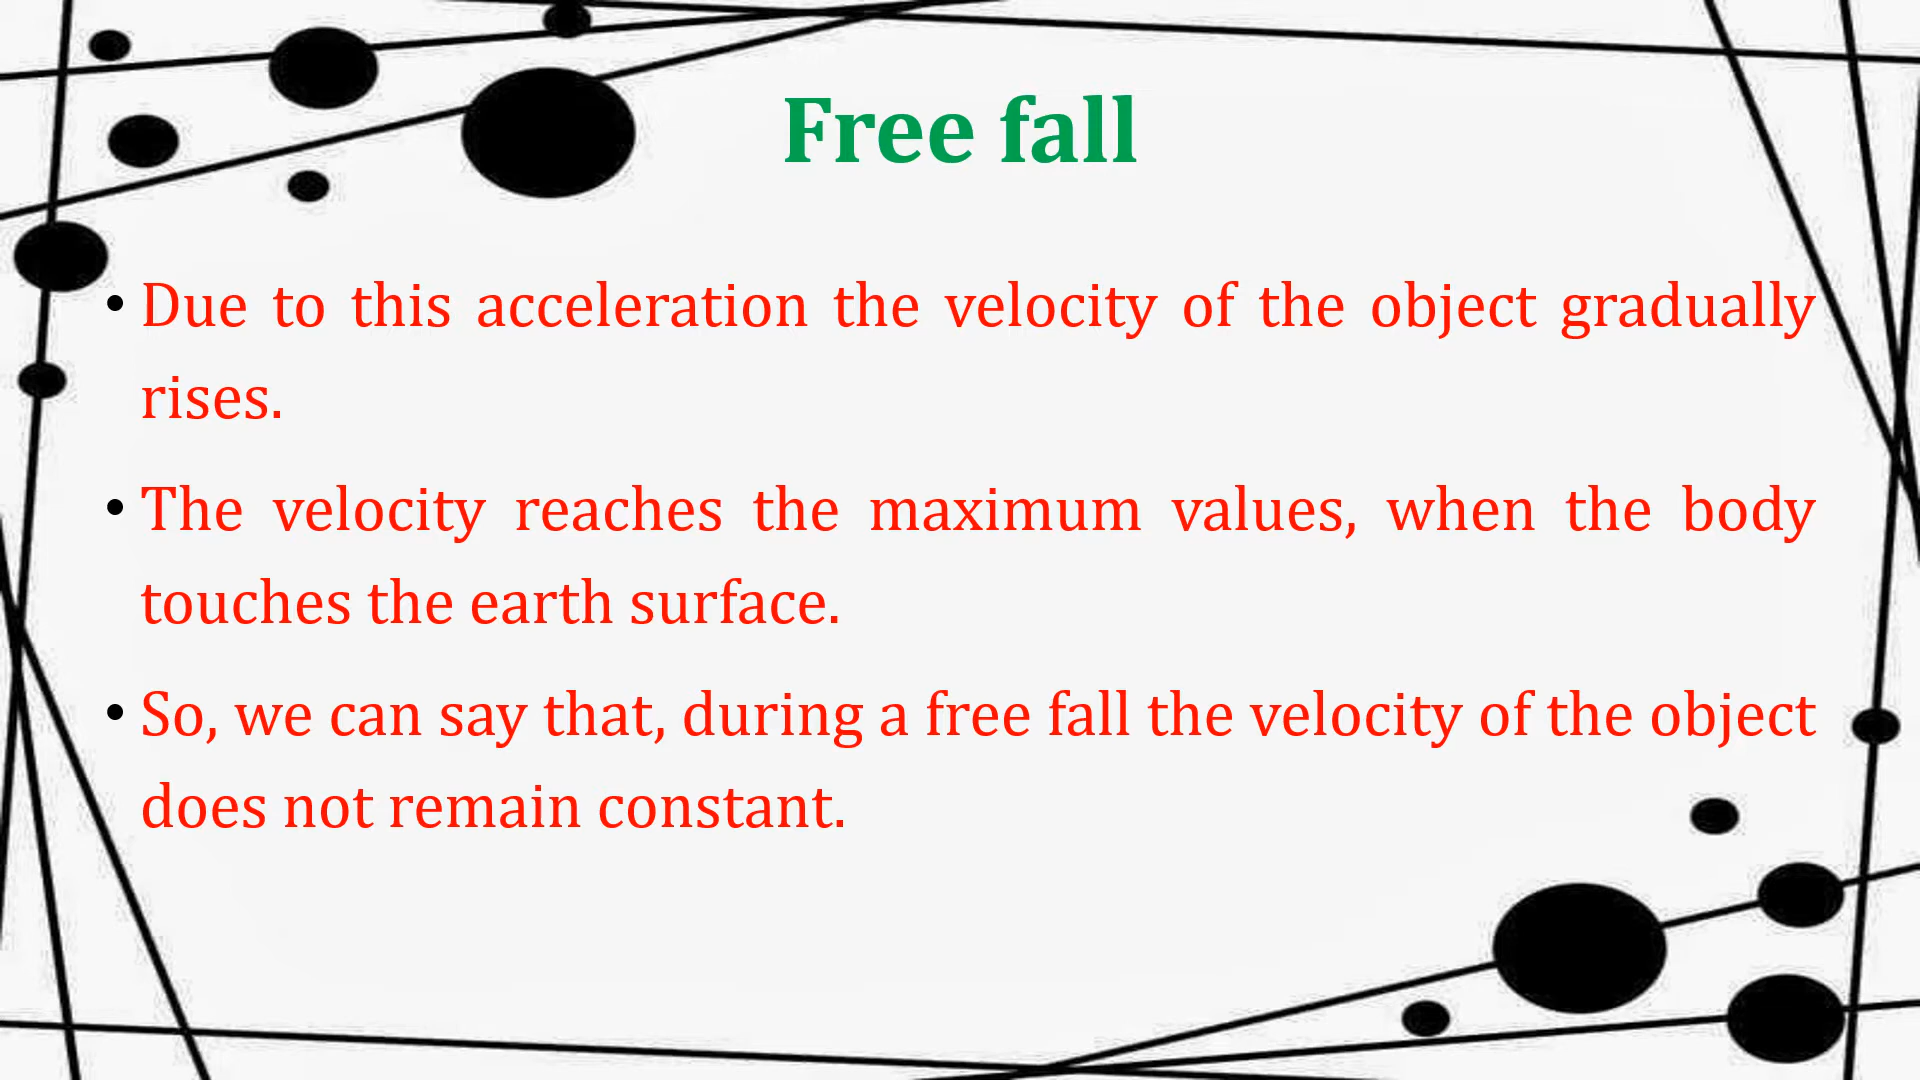 Free fall
• Due to this acceleration the velocity of the object gradually
rises.
• The velocity reaches the maximum values, when the body
touches the earth surface.
• So, we can say that, during a free fall the velocity of the object
does not remain constant.